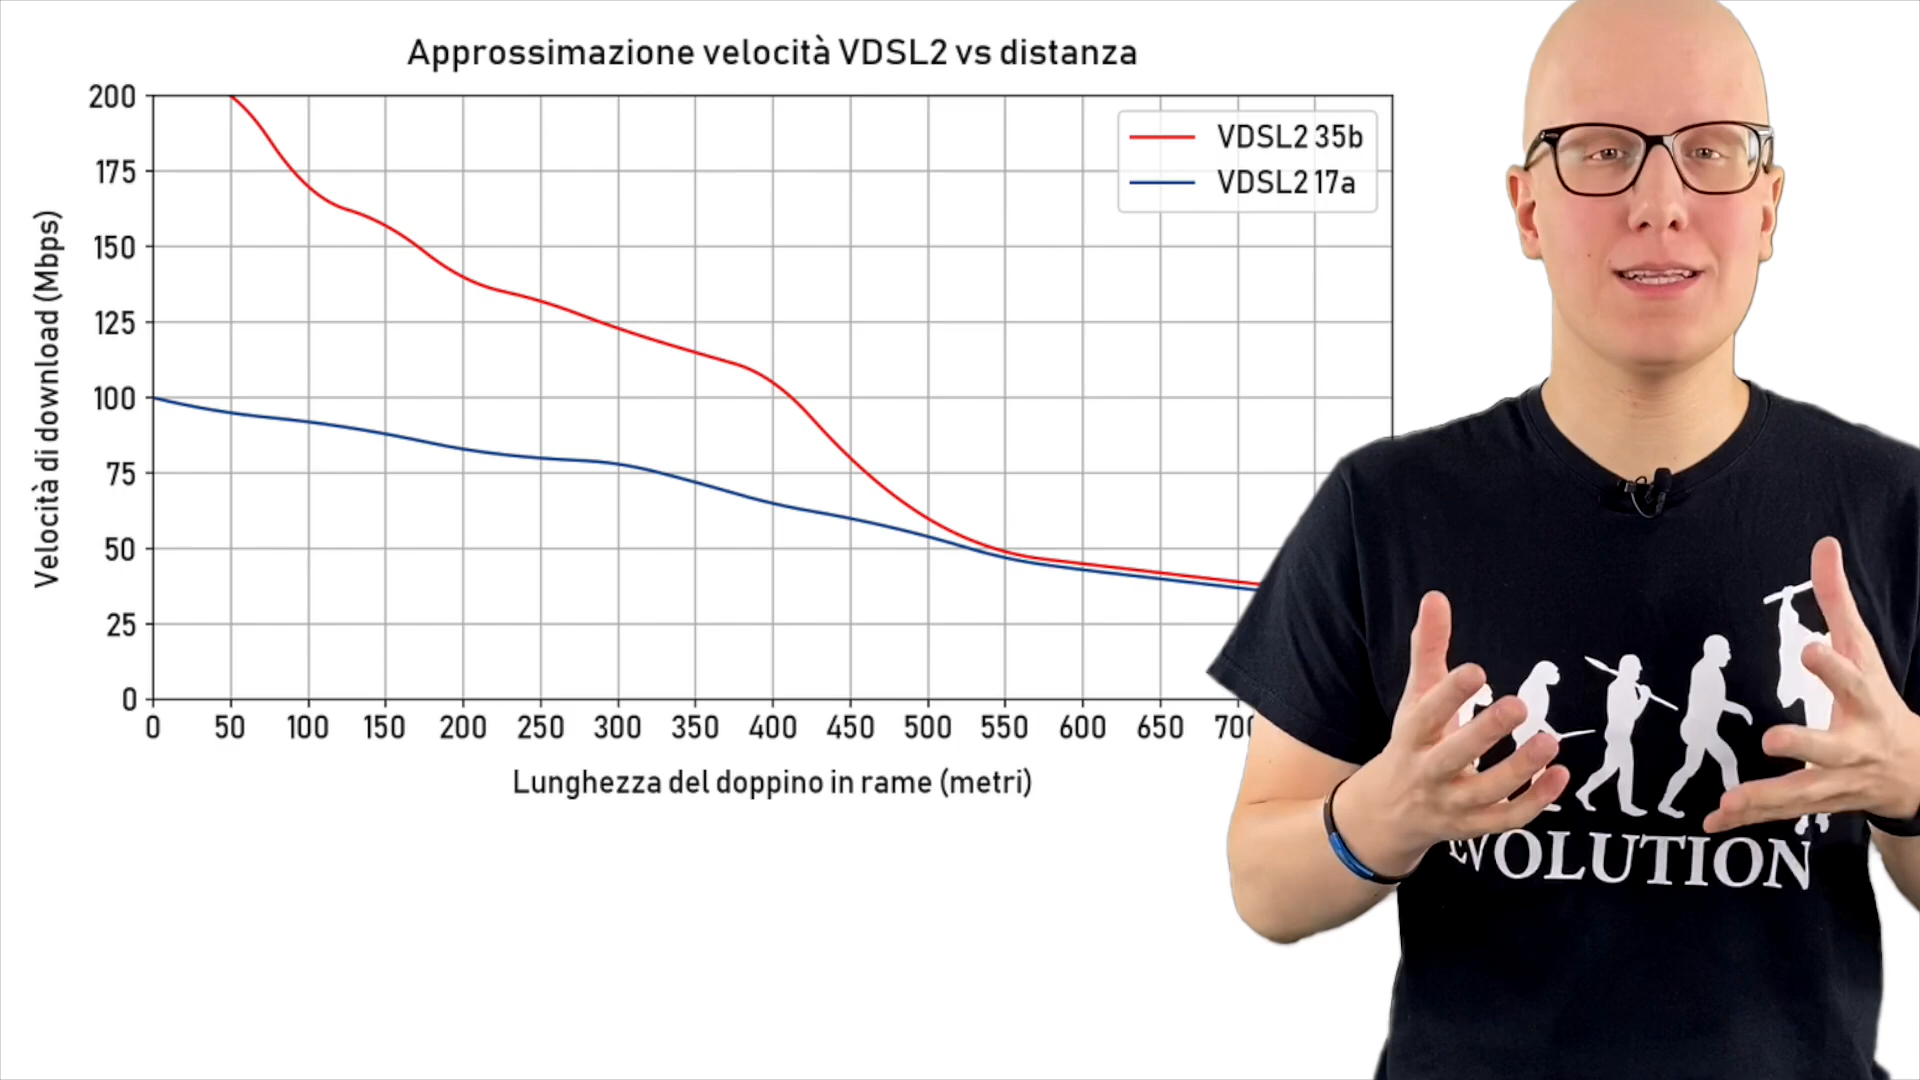 Approssimazione velocità VDSL2 vs distanza
Velocità di download (Mbps)
200
175
150
125
100
75
50
25
0
VDSL2 35b
VDSL2 17a
0 50 100 150 200 250 300 350 400 450 500 550 600 650
Lunghezza del doppino in rame (metri)
EVOLUTION